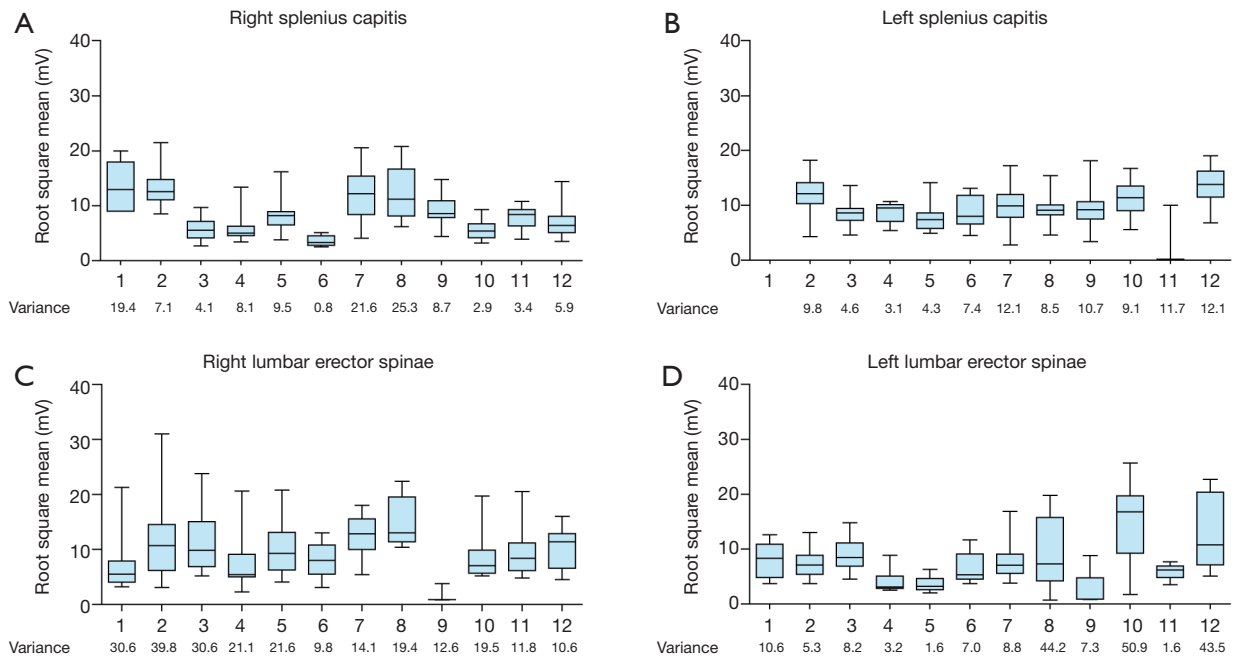 A
Right splenius capitis
Root square mean (mV)
40
30
20
10
0
1 2 3 4 5 6 7 8 9 10 11 12
Variance 19.4 7.1 4.1 8.1 9.5 0.8 21.6 25.3 8.7 2.9 3.4 5.9
B
Left splenius capitis
Root square mean (mV)
40
30
20
10
0
1 2 3 4 5 6 7 8 9 10 11 12
Variance 9.8 4.6 3.1 4.3 7.4 12.1 8.5 10.7 9.1 11.7 12.1
C
Right lumbar erector spinae
Root square mean (mV)
40
30
20
10
0
1 2 3 4 5 6 7 8 9 10 11 12
Variance 30.6 39.8 30.6 21.1 21.6 9.8 14.1 19.4 12.6 19.5 11.8 10.6
D
Left lumbar erector spinae
Root square mean (mV)
40
30
20
10
0
1 2 3 4 5 6 7 8 9 10 11 12
Variance 10.6 5.3 8.2 3.2 1.6 7.0 8.8 44.2 7.3 50.9 1.6 43.5